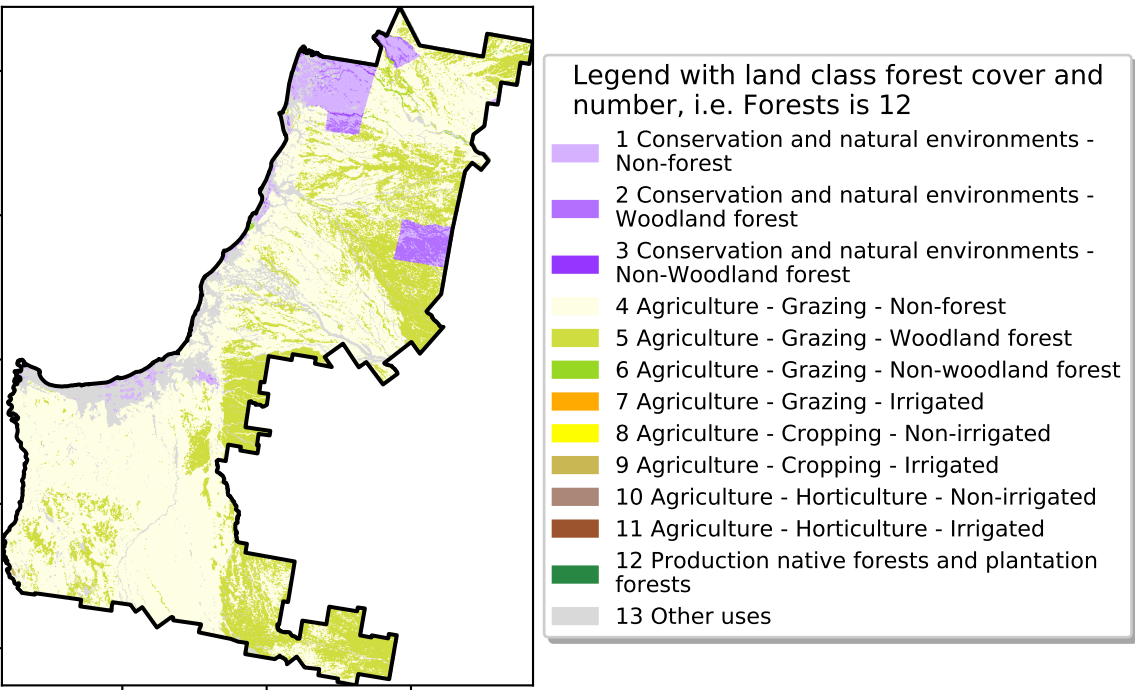 Legend with land class forest cover and
number, i.e. Forests is 12
1 Conservation and natural environments -
Non-forest
2 Conservation and natural environments -
Woodland forest
3 Conservation and natural environments -
Non-Woodland forest
4 Agriculture - Grazing - Non-forest
5 Agriculture - Grazing - Woodland forest
6 Agriculture - Grazing - Non-woodland forest
7 Agriculture - Grazing - Irrigated
8 Agriculture - Cropping - Non-irrigated
9 Agriculture - Cropping - Irrigated
10 Agriculture - Horticulture - Non-irrigated
11 Agriculture - Horticulture - Irrigated
12 Production native forests and plantation
forests
13 Other uses